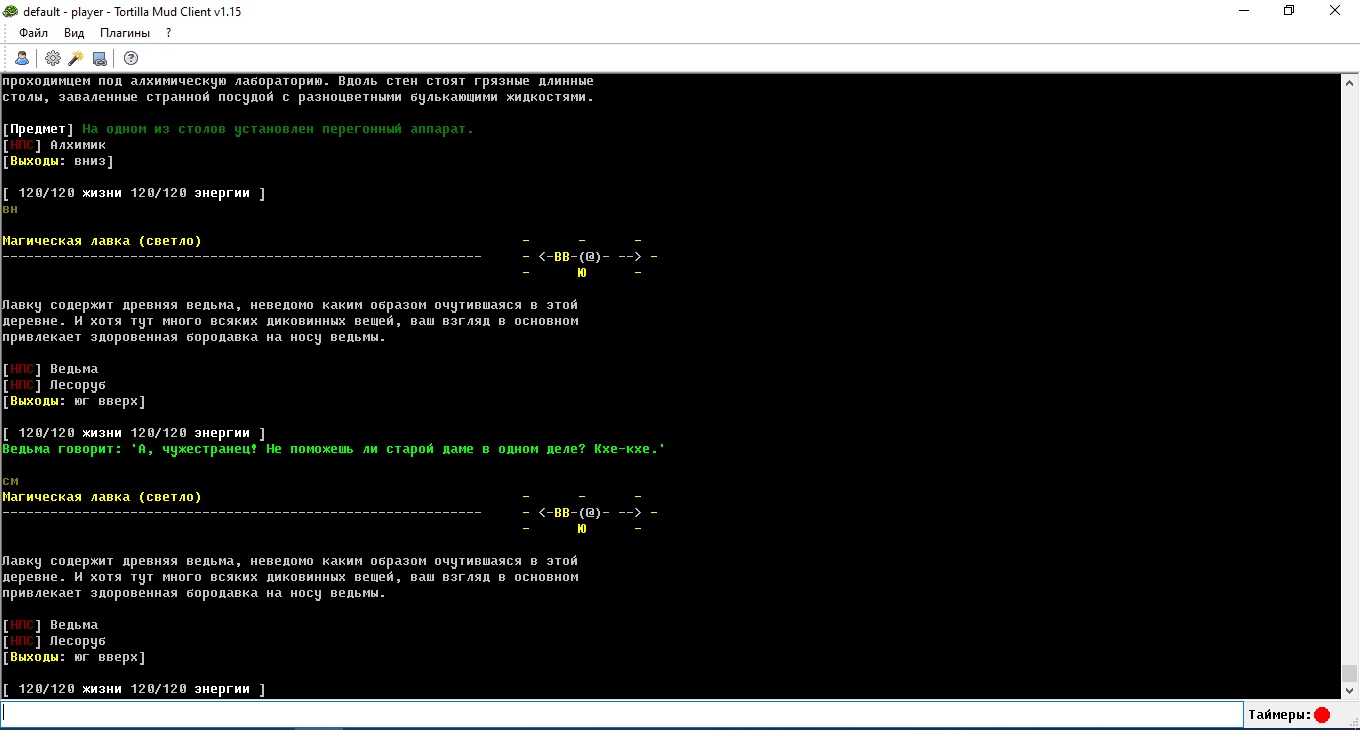 default - player - Tortilla Mud Client v1.15
Файл Вид Плагины ?
проходимцем под алхимическую лабораторию. Вдоль стен стоят грязные длинные
столы, заваленные странной посудой с разноцветными булькающими жидкостями.
[Предмет] На одном из столов установлен перегонный аппарат.
[НПС] Алхимик
[Выходы: вниз]
[ 120/120 жизни 120/120 энергии ]
вн
Магическая лавка (светло) - - -
------------------------------------------------------------ - <-ВВ-(@)- --> -
- Ю -
Лавку содержит древняя ведьма, неведомо каким образом очутившаяся в этой
деревне. И хотя тут много всяких диковинных вещей, ваш взгляд в основном
привлекает здоровенная бородавка на носу ведьмы.
[НПС] Ведьма
[НПС] Лесоруб
[Выходы: юг вверх]
[ 120/120 жизни 120/120 энергии ]
Ведьма говорит: 'А, чужестранец! Не поможешь ли старой даме в одном деле? Кхе-кхе.'
см
Магическая лавка (светло) - - -
------------------------------------------------------------ - <-ВВ-(@)- --> -
- Ю -
Лавку содержит древняя ведьма, неведомо каким образом очутившаяся в этой
деревне. И хотя тут много всяких диковинных вещей, ваш взгляд в основном
привлекает здоровенная бородавка на носу ведьмы.
[НПС] Ведьма
[НПС] Лесоруб
[Выходы: юг вверх]
[ 120/120 жизни 120/120 энергии ]
Таймеры: